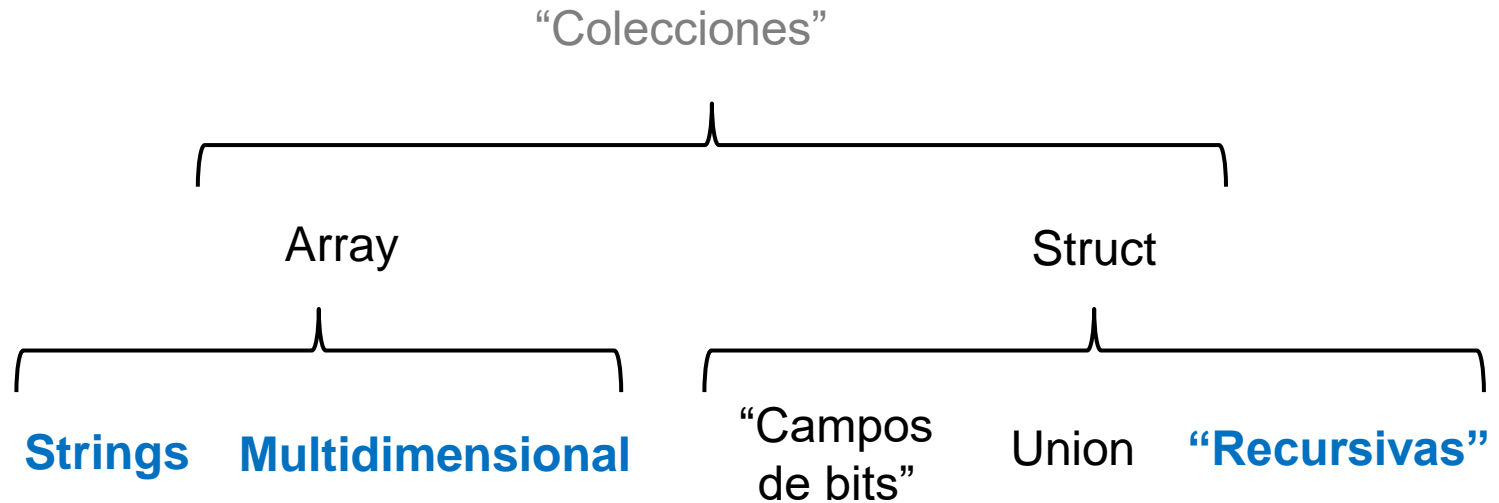 “Colecciones”
Array
Struct
Strings
Multidimensional
“Campos
de bits”
Union
“Recursivas”